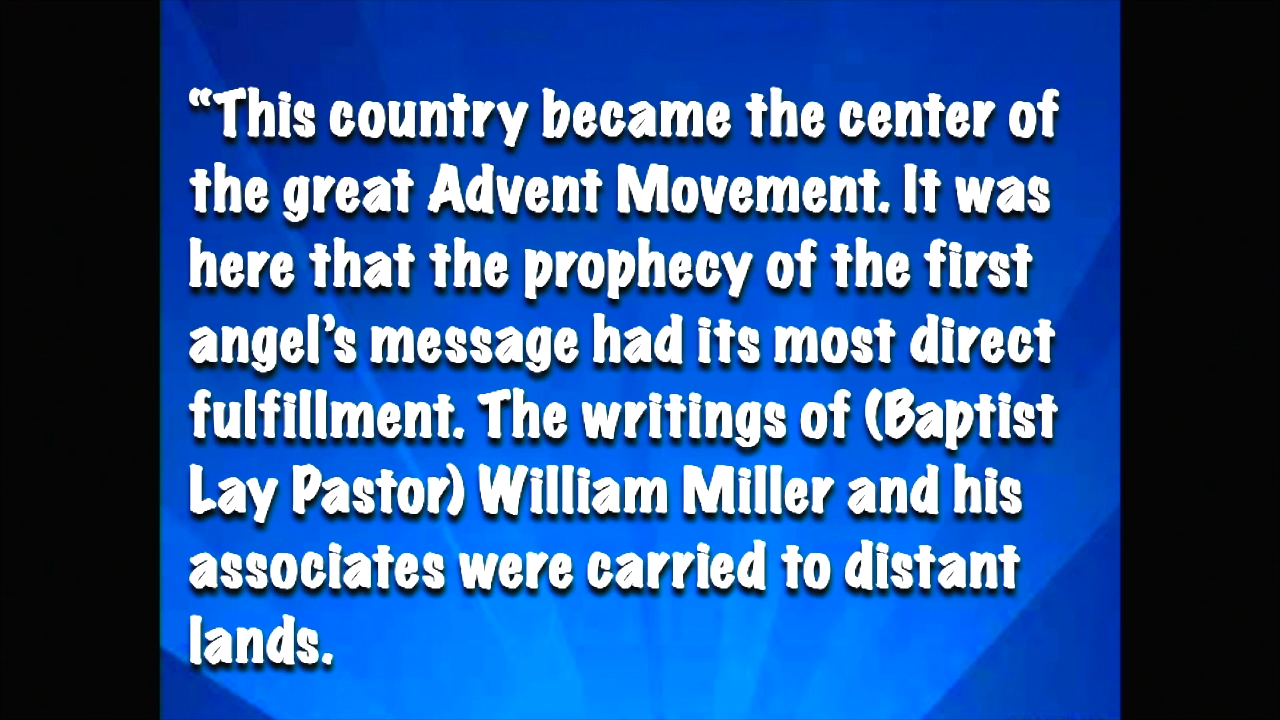 “This country became the center of
the great Advent Movement. It was
here that the prophecy of the first
angel’s message had its most direct
fulfillment. The writings of (Baptist
Lay Pastor) William Miller and his
associates were carried to distant
lands.